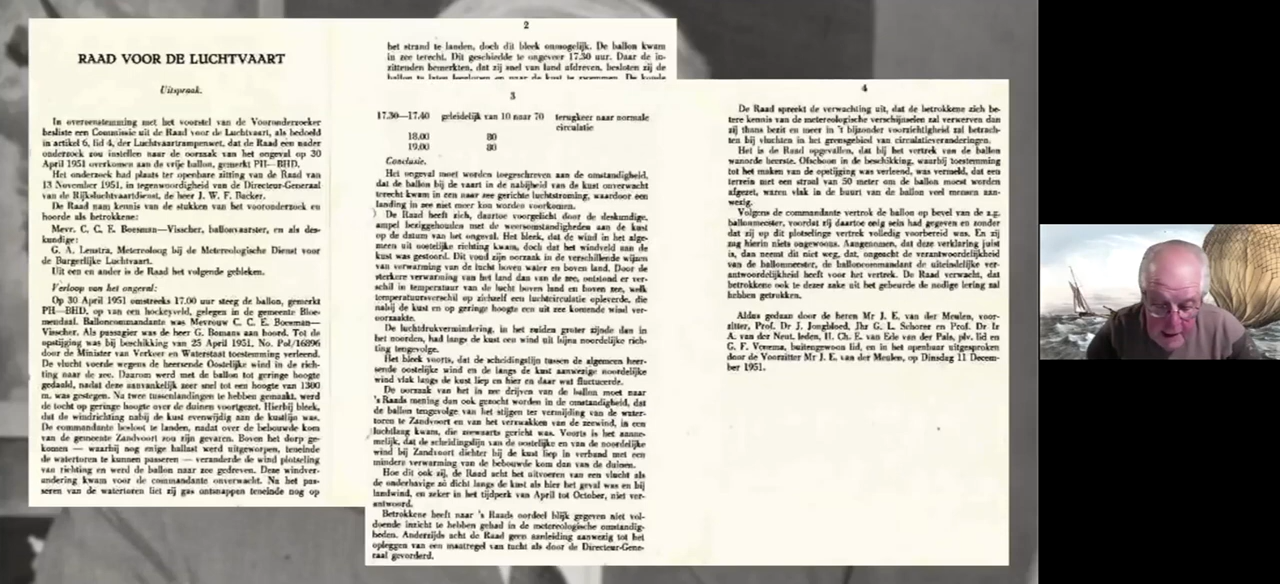 RAAD VOOR DE LUCHTVAART
Uitspraak.
In overeenstemming met het voorstel van de Vooronderzoeker
besliste een Commissie uit de Raad voor de Luchtvaart, als bedoeld
in artikel 6, lid 4, der Luchtvaartrampenwet, dat de Raad een nader
onderzoek zou instellen naar de oorzaak van het ongeval op 30
April 1951 overkomen aan de vrije ballon, gemerkt PH—BHD.
Het onderzoek had plaats ter openbare zitting van de Raad van
13 November 1951, in tegenwoordigheid van de Directeur-Generaal
van de Rijksluchtvaartdienst, de heer J. W. F. Backer.
De Raad nam kennis van de stukken van het vooronderzoek en
hoorde als betrokkene:
Mevr. C. C. E. Boesman—Visscher, ballonvaarster, en als des-
kundige:
G. A. Lenstra, Meteoroloog bij de Meteorologische Dienst voor
de Burgerlijke Luchtvaart.
Uit een en ander is de Raad het volgende gebleken.
Verloop van het ongeval:
Op 30 April 1951 omstreeks 17.00 uur steeg de ballon, gemerkt
PH—BHD, op van een hockeyveld, gelegen in de gemeente Bloe-
mendaal. Balloncommandante was Mevrouw C. C. E. Boesman—
Visscher. Als passagier was de heer G. Bomans aan boord. Tot de
opstijging was bij beschikking van 25 April 1951, No. Pol/16896
door de Minister van Verkeer en Waterstaat toestemming verleend.
De vlucht voerde wegens de heersende Oostelijke wind in de rich-
ting naar de zee. Daarom werd met de ballon tot geringe hoogte
gedaald, nadat deze aanvankelijk zeer snel tot een hoogte van 1300
m. was gestegen. Na twee tussenlandingen te hebben gemaakt, werd
de tocht op geringe hoogte over de duinen voortgezet. Hierbij bleek,
dat de windrichting nabij de kust evenwijdig aan de kustlijn was.
De commandante besloot te landen, nadat over de bebouwde kom
van de gemeente Zandvoort zou zijn gevaren. Boven het dorp ge-
komen — waarbij nog enige ballast werd uitgeworpen, teneinde
de watertoren te kunnen passeren — veranderde de wind plotseling
van richting en werd de ballon naar zee gedreven. Deze windver-
andering kwam voor de commandante onverwacht. Na het pas-
seren van de watertoren liet zij gas ontsnappen teneinde nog op
2
het strand te landen, doch dit bleek onmogelijk. De ballon kwam
in zee terecht. Dit geschiedde te ongeveer 17.30 uur. Daar de in-
zittenden bemerkten, dat zij snel van land afdreven, besloten zij de
3
17.30—17.40 geleidelijk van 10 naar 70 terugkeer naar normale
circulatie
18.00 80
19.00 80
Conclusie.
Het ongeval moet worden toegeschreven aan de omstandigheid,
dat de ballon bij de vaart in de nabijheid van de kust onverwacht
terecht kwam in een naar zee gerichte luchtstroming, waardoor een
landing in zee niet meer kon worden voorkomen.
De Raad heeft zich, daartoe voorgelicht door de deskundige,
ampel beziggehouden met de weersomstandigheden aan de kust
op de datum van het ongeval. Het bleek, dat de wind in het alge-
meen uit oostelijke richting kwam, doch dat het windveld aan de
kust was gestoord. Dit vond zijn oorzaak in de verschillende wijzen
van verwarming van de lucht boven water en boven land. Door de
sterkere verwarming van het land dan van de zee, ontstond er ver-
schil in temperatuur van de lucht boven land en boven zee, welk
temperatuurverschil op zichzelf een luchtcirculatie opleverde, die
nabij de kust en op geringe hoogte een uit zee komende wind ver-
oorzaakte.
De luchtdrukvermindering, in het zuiden groter zijnde dan in
het noorden, had langs de kust een wind uit bijna noordelijke rich-
ting tengevolge.
Het bleek voorts, dat de scheidingslijn tussen de algemeen heer-
sende oostelijke wind en de langs de kust aanwezige noordelijke
wind vlak langs de kust liep en hier en daar wat fluctueerde.
De oorzaak van het in zee drijven van de ballon moet naar
's Raads mening dan ook gezocht worden in de omstandigheid, dat
de ballon tengevolge van het stijgen ter vermijding van de water-
toren te Zandvoort en van het verzwakken van de zeewind, in een
luchtlaag kwam, die zeewaarts gericht was. Voorts is het aanne-
melijk, dat de scheidingslijn van de oostelijke en van de noordelijke
wind bij Zandvoort dichter bij de kust liep in verband met een
mindere verwarming van de bebouwde kom dan van de duinen.
Hoe dit ook zij, de Raad acht het uitvoeren van een vlucht als
de onderhavige zó dicht langs de kust als hier het geval was en bij
landwind, en zeker in het tijdperk van April tot October, niet ver-
antwoord.
Betrokkene heeft naar 's Raads oordeel blijk gegeven niet vol-
doende inzicht te hebben gehad in de metereologische omstandig-
heden. Anderzijds acht de Raad geen aanleiding aanwezig tot het
opleggen van een maatregel van tucht als door de Directeur-Gene-
raal gevorderd.
4
De Raad spreekt de verwachting uit, dat de betrokkene zich be-
tere kennis van de metereologische verschijnselen zal verwerven dan
zij thans bezit en meer in 't bijzonder voorzichtigheid zal betrach-
ten bij vluchten in het grensgebied van circulatieveranderingen.
Het is de Raad opgevallen, dat bij het vertrek van de ballon
wanorde heerste. Ofschoon in de beschikking, waarbij toestemming
tot het maken van de opstijging was verleend, was vermeld, dat een
terrein met een straal van 50 meter om de ballon moest worden
afgezet, waren vlak in de buurt van de ballon veel mensen aan-
wezig.
Volgens de commandante vertrok de ballon op bevel van de z.g.
ballonmeester, voordat zij daartoe zelf sein had gegeven en zonder
dat zij op dit plotselinge vertrek volledig voorbereid was. En zij
zag hierin niets ongewoons. Aangenomen, dat deze verklaring juist
is, dan neemt dit niet weg, dat, ongeacht de verantwoordelijkheid
van de ballonmeester, de balloncommandant de uiteindelijke ver-
antwoordelijkheid heeft voor het vertrek. De Raad verwacht, dat
betrokkene ook te dezer zake uit het gebeurde de nodige lering zal
hebben getrokken.
Aldus gedaan door de heren Mr J. E. van der Meulen, voor-
zitter, Prof. Dr J. Jongbloed, Jhr G. L. Schorer en Prof. Dr Ir
A. van der Neut, leden, H. Ch. E. van Ede van der Pals, plv. lid en
G. F. Venema, buitengewoon lid, en in het openbaar uitgesproken
door de Voorzitter Mr J. E. van der Meulen, op Dinsdag 11 Decem-
ber 1951.